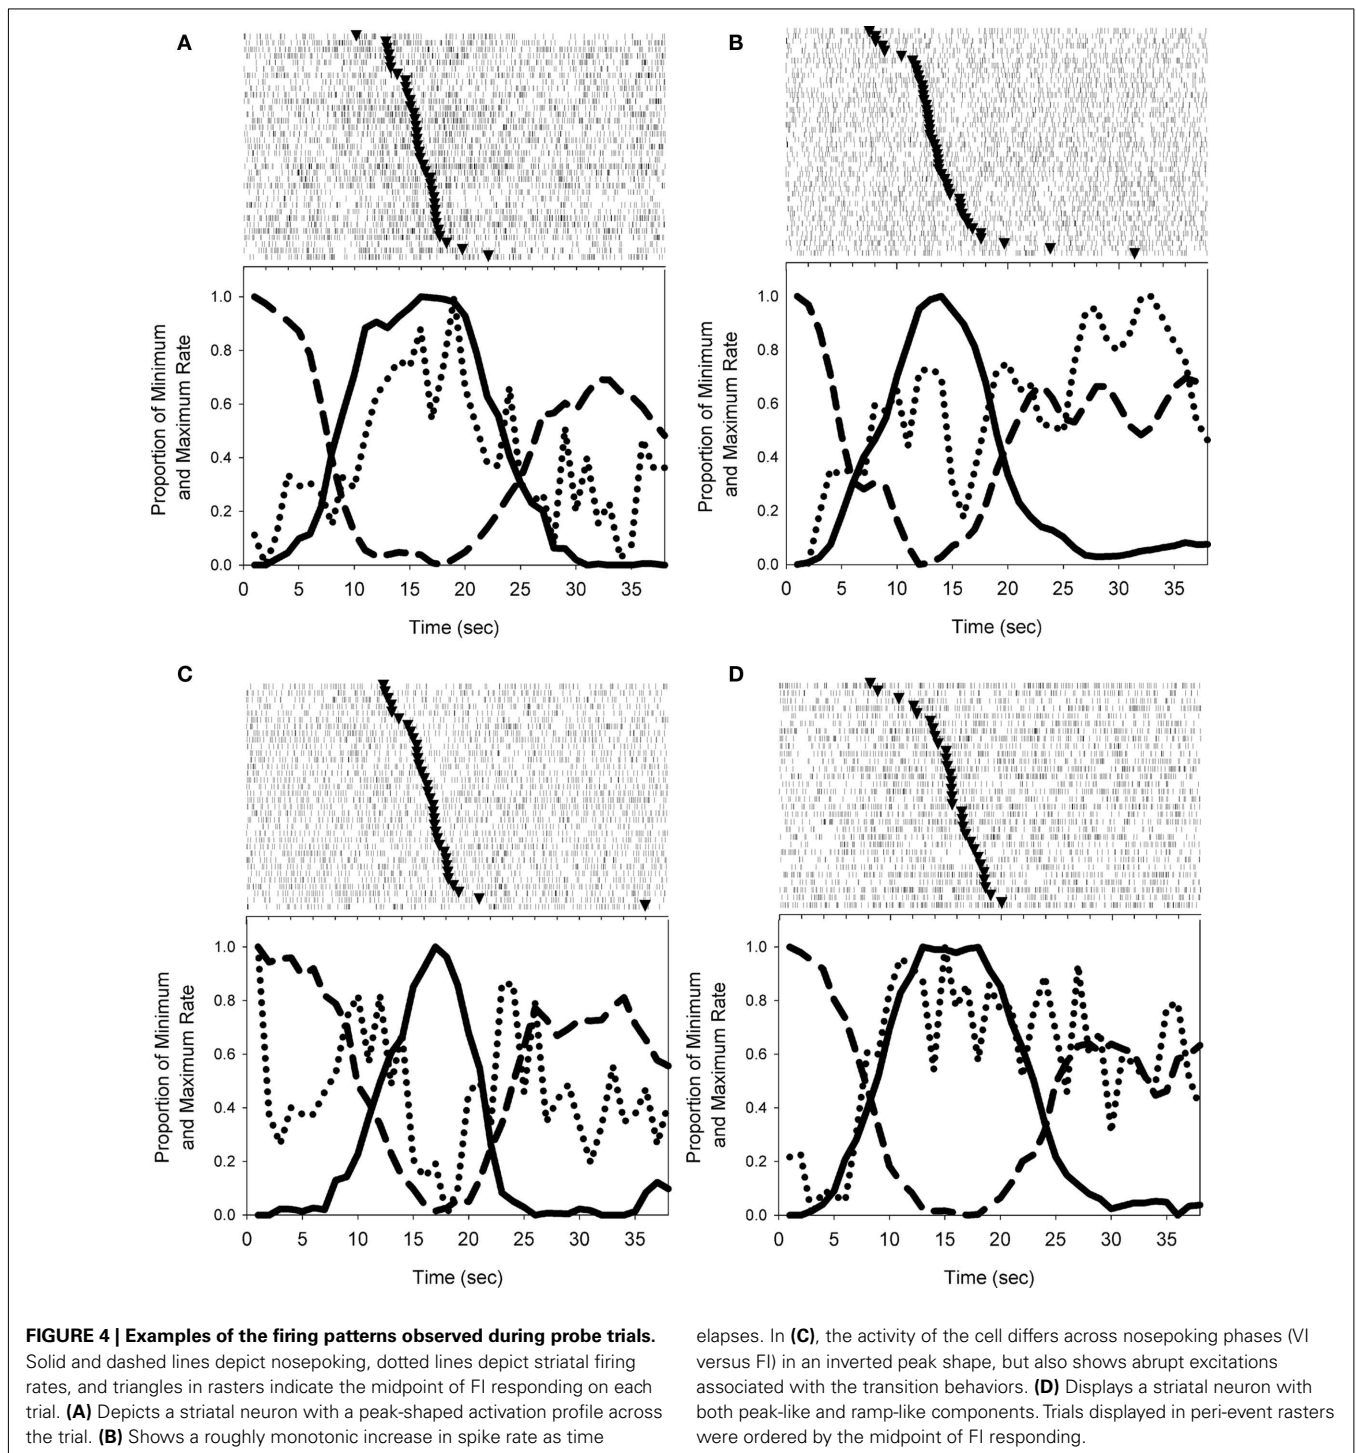 A
1.0
0.8
0.6
0.4
0.2
0.0
Proportion of Minimum
and Maximum Rate
0 5 10 15 20 25 30 35
Time (sec)
B
1.0
0.8
0.6
0.4
0.2
0.0
Proportion of Minimum
and Maximum Rate
0 5 10 15 20 25 30 35
Time (sec)
C
1.0
0.8
0.6
0.4
0.2
0.0
Proportion of Minimum
and Maximum Rate
0 5 10 15 20 25 30 35
Time (sec)
D
1.0
0.8
0.6
0.4
0.2
0.0
Proportion of Minimum
and Maximum Rate
0 5 10 15 20 25 30 35
Time (sec)
FIGURE 4 | Examples of the firing patterns observed during probe trials.
Solid and dashed lines depict nosepoking, dotted lines depict striatal firing
rates, and triangles in rasters indicate the midpoint of FI responding on each
trial. (A) Depicts a striatal neuron with a peak-shaped activation profile across
the trial. (B) Shows a roughly monotonic increase in spike rate as time
elapses. In (C), the activity of the cell differs across nosepoking phases (VI
versus FI) in an inverted peak shape, but also shows abrupt excitations
associated with the transition behaviors. (D) Displays a striatal neuron with
both peak-like and ramp-like components. Trials displayed in peri-event rasters
were ordered by the midpoint of FI responding.